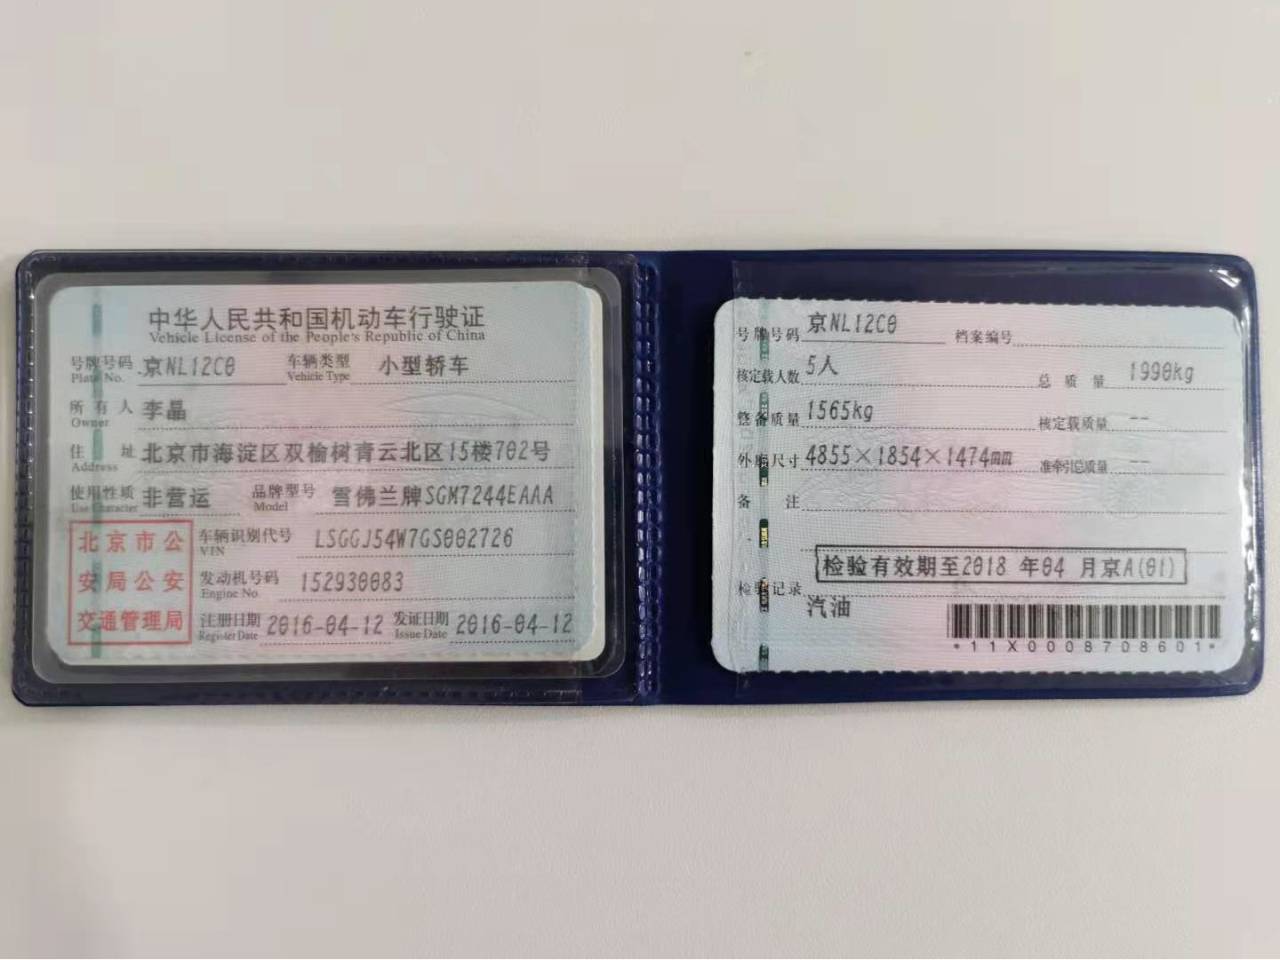 中华人民共和国机动车行驶证
Vehicle License of the People's Republic of China
号牌号码 京NL12C0 车辆类型 小型轿车
Plate No. Vehicle Type
所有人 李晶
Owner
住址 北京市海淀区双榆树青云北区15楼702号
Address
使用性质 非营运 品牌型号 雪佛兰牌SGM7244EAAA
Use Character Model
北京市公
安局公安
交通管理局
车辆识别代号 LSGGJ54W7GS002726
VIN
发动机号码 152930083
Engine No.
注册日期 2016-04-12 发证日期 2016-04-12
Register Date Issue Date
号牌号码 京NL12C0 档案编号
核定载人数 5人 总质量 1990kg
整备质量 1565kg 核定载质量 --
外廓尺寸 4855×1854×1474mm 准牵引总质量 --
备注
检验有效期至2018年04月京A(01)
检验记录
汽油
*11X0008708601*